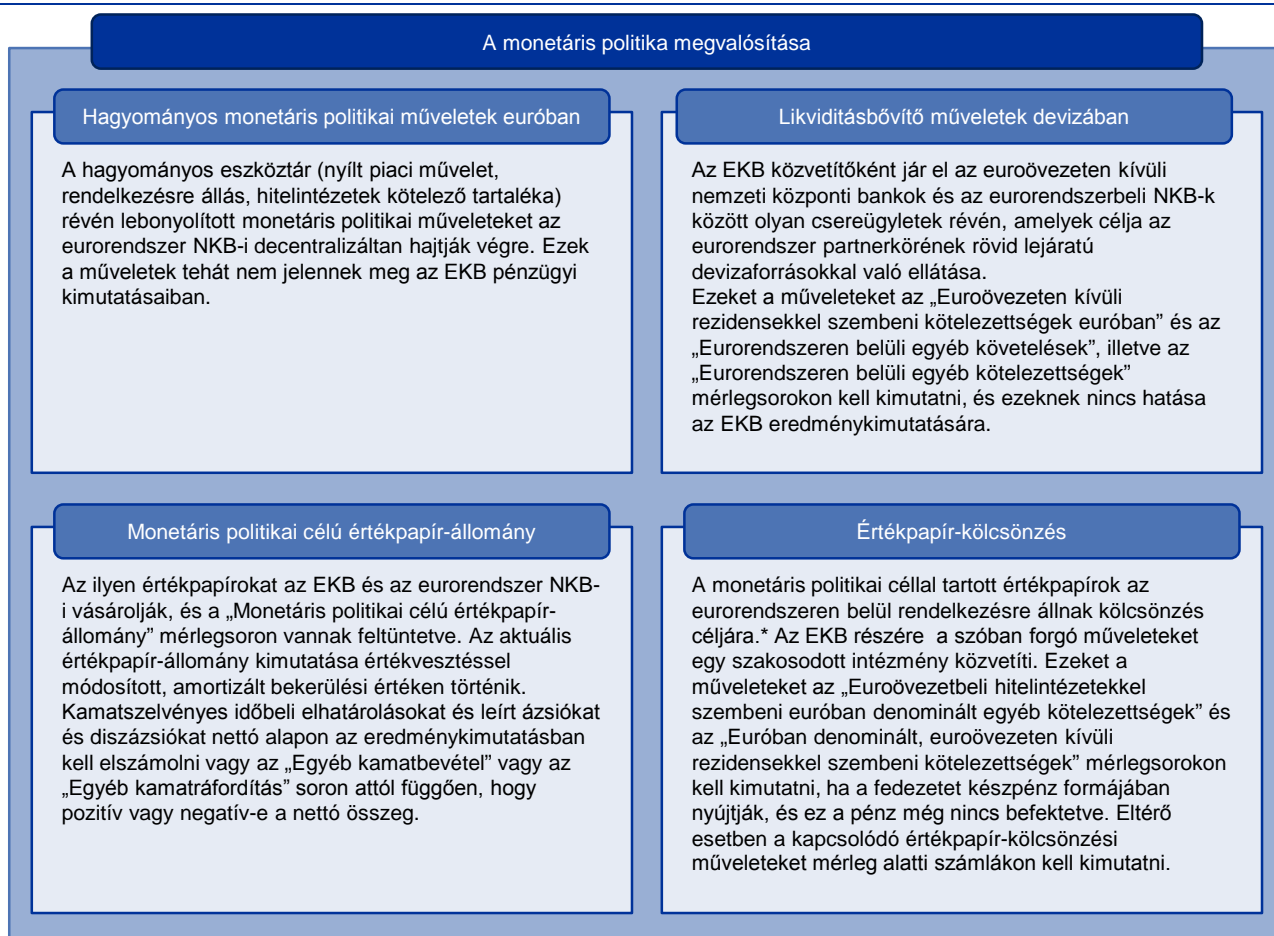 A monetáris politika megvalósítása
Hagyományos monetáris politikai műveletek euróban
A hagyományos eszköztár (nyílt piaci művelet,
rendelkezésre állás, hitelintézetek kötelező tartaléka)
révén lebonyolított monetáris politikai műveleteket az
eurorendszer NKB-i decentralizáltan hajtják végre. Ezek
a műveletek tehát nem jelennek meg az EKB pénzügyi
kimutatásaiban.
Likviditásbővítő műveletek devizában
Az EKB közvetítőként jár el az euroövezeten kívüli
nemzeti központi bankok és az eurorendszerbeli NKB-k
között olyan csereügyletek révén, amelyek célja az
eurorendszer partnerkörének rövid lejáratú
devizaforrásokkal való ellátása.
Ezeket a műveleteket az „Euroövezeten kívüli
rezidensekkel szembeni kötelezettségek euróban” és az
„Eurorendszeren belüli egyéb követelések”, illetve az
„Eurorendszeren belüli egyéb kötelezettségek”
mérlegsorokon kell kimutatni, és ezeknek nincs hatása
az EKB eredménykimutatására.
Monetáris politikai célú értékpapír-állomány
Az ilyen értékpapírokat az EKB és az eurorendszer NKB-
i vásárolják, és a „Monetáris politikai célú értékpapír-
állomány” mérlegsoron vannak feltüntetve. Az aktuális
értékpapír-állomány kimutatása értékvesztéssel
módosított, amortizált bekerülési értéken történik.
Kamatszelvényes időbeli elhatárolásokat és leírt ázsiókat
és diszázsiókat nettó alapon az eredménykimutatásban
kell elszámolni vagy az „Egyéb kamatbevétel” vagy az
„Egyéb kamatráfordítás” soron attól függően, hogy
pozitív vagy negatív-e a nettó összeg.
Értékpapír-kölcsönzés
A monetáris politikai céllal tartott értékpapírok az
eurorendszeren belül rendelkezésre állnak kölcsönzés
céljára.* Az EKB részére a szóban forgó műveleteket
egy szakosodott intézmény közvetíti. Ezeket a
műveleteket az „Euroövezetbeli hitelintézetekkel
szembeni euróban denominált egyéb kötelezettségek” és
az „Euróban denominált, euroövezeten kívüli
rezidensekkel szembeni kötelezettségek” mérlegsorokon
kell kimutatni, ha a fedezetet készpénz formájában
nyújtják, és ez a pénz még nincs befektetve. Eltérő
esetben a kapcsolódó értékpapír-kölcsönzési
műveleteket mérleg alatti számlákon kell kimutatni.